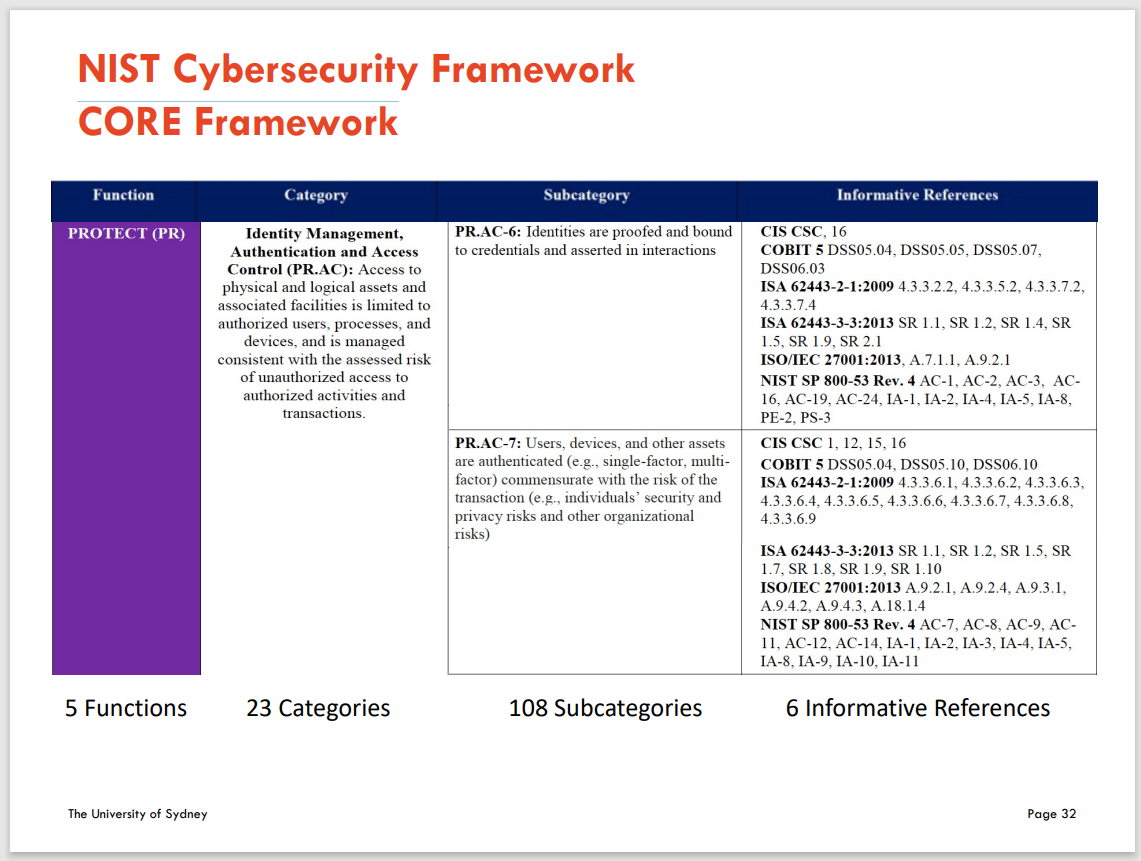 NIST Cybersecurity Framework
CORE Framework
Function
Category
Subcategory
Informative References
PROTECT (PR)
Identity Management,
Authentication and Access
Control (PR.AC): Access to
physical and logical assets and
associated facilities is limited to
authorized users, processes, and
devices, and is managed
consistent with the assessed risk
of unauthorized access to
authorized activities and
transactions.
PR.AC-6: Identities are proofed and bound
to credentials and asserted in interactions
CIS CSC, 16
COBIT 5 DSS05.04, DSS05.05, DSS05.07,
DSS06.03
ISA 62443-2-1:2009 4.3.3.2.2, 4.3.3.5.2, 4.3.3.7.2,
4.3.3.7.4
ISA 62443-3-3:2013 SR 1.1, SR 1.2, SR 1.4, SR
1.5, SR 1.9, SR 2.1
ISO/IEC 27001:2013, A.7.1.1, A.9.2.1
NIST SP 800-53 Rev. 4 AC-1, AC-2, AC-3, AC-
16, AC-19, AC-24, IA-1, IA-2, IA-4, IA-5, IA-8,
PE-2, PS-3
PR.AC-7: Users, devices, and other assets
are authenticated (e.g., single-factor, multi-
factor) commensurate with the risk of the
transaction (e.g., individuals’ security and
privacy risks and other organizational
risks)
CIS CSC 1, 12, 15, 16
COBIT 5 DSS05.04, DSS05.10, DSS06.10
ISA 62443-2-1:2009 4.3.3.6.1, 4.3.3.6.2, 4.3.3.6.3,
4.3.3.6.4, 4.3.3.6.5, 4.3.3.6.6, 4.3.3.6.7, 4.3.3.6.8,
4.3.3.6.9
ISA 62443-3-3:2013 SR 1.1, SR 1.2, SR 1.5, SR
1.7, SR 1.8, SR 1.9, SR 1.10
ISO/IEC 27001:2013 A.9.2.1, A.9.2.4, A.9.3.1,
A.9.4.2, A.9.4.3, A.18.1.4
NIST SP 800-53 Rev. 4 AC-7, AC-8, AC-9, AC-
11, AC-12, AC-14, IA-1, IA-2, IA-3, IA-4, IA-5,
IA-8, IA-9, IA-10, IA-11
5 Functions
23 Categories
108 Subcategories
6 Informative References
The University of Sydney
Page 32